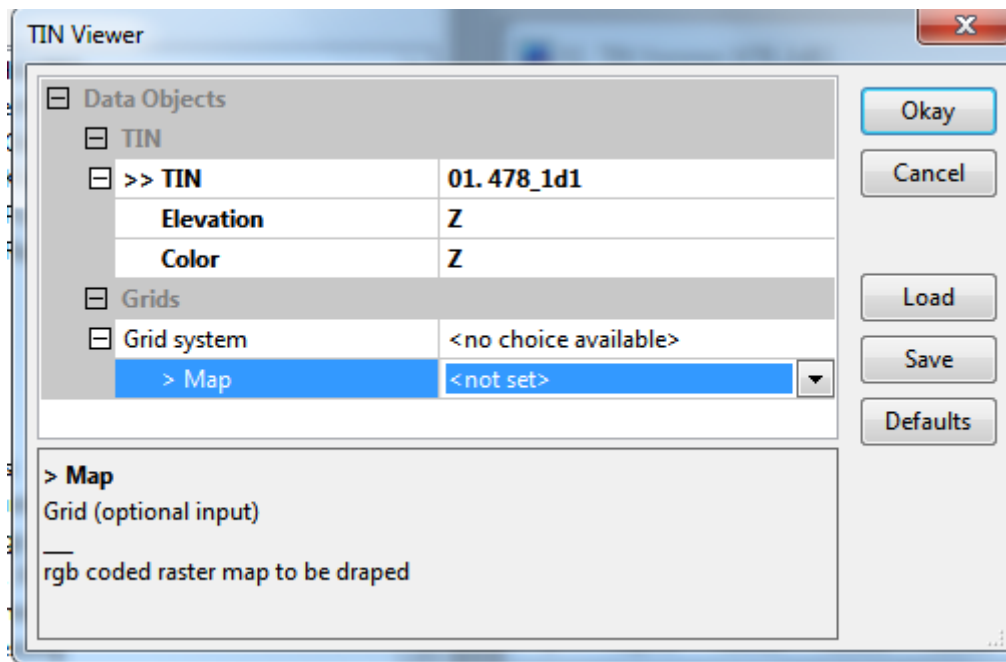 TIN Viewer
Data Objects
TIN
>> TIN 01. 478_1d1
Elevation Z
Color Z
Grids
Grid system <no choice available>
> Map <not set>
Okay
Cancel
Load
Save
Defaults
> Map
Grid (optional input)
rgb coded raster map to be draped